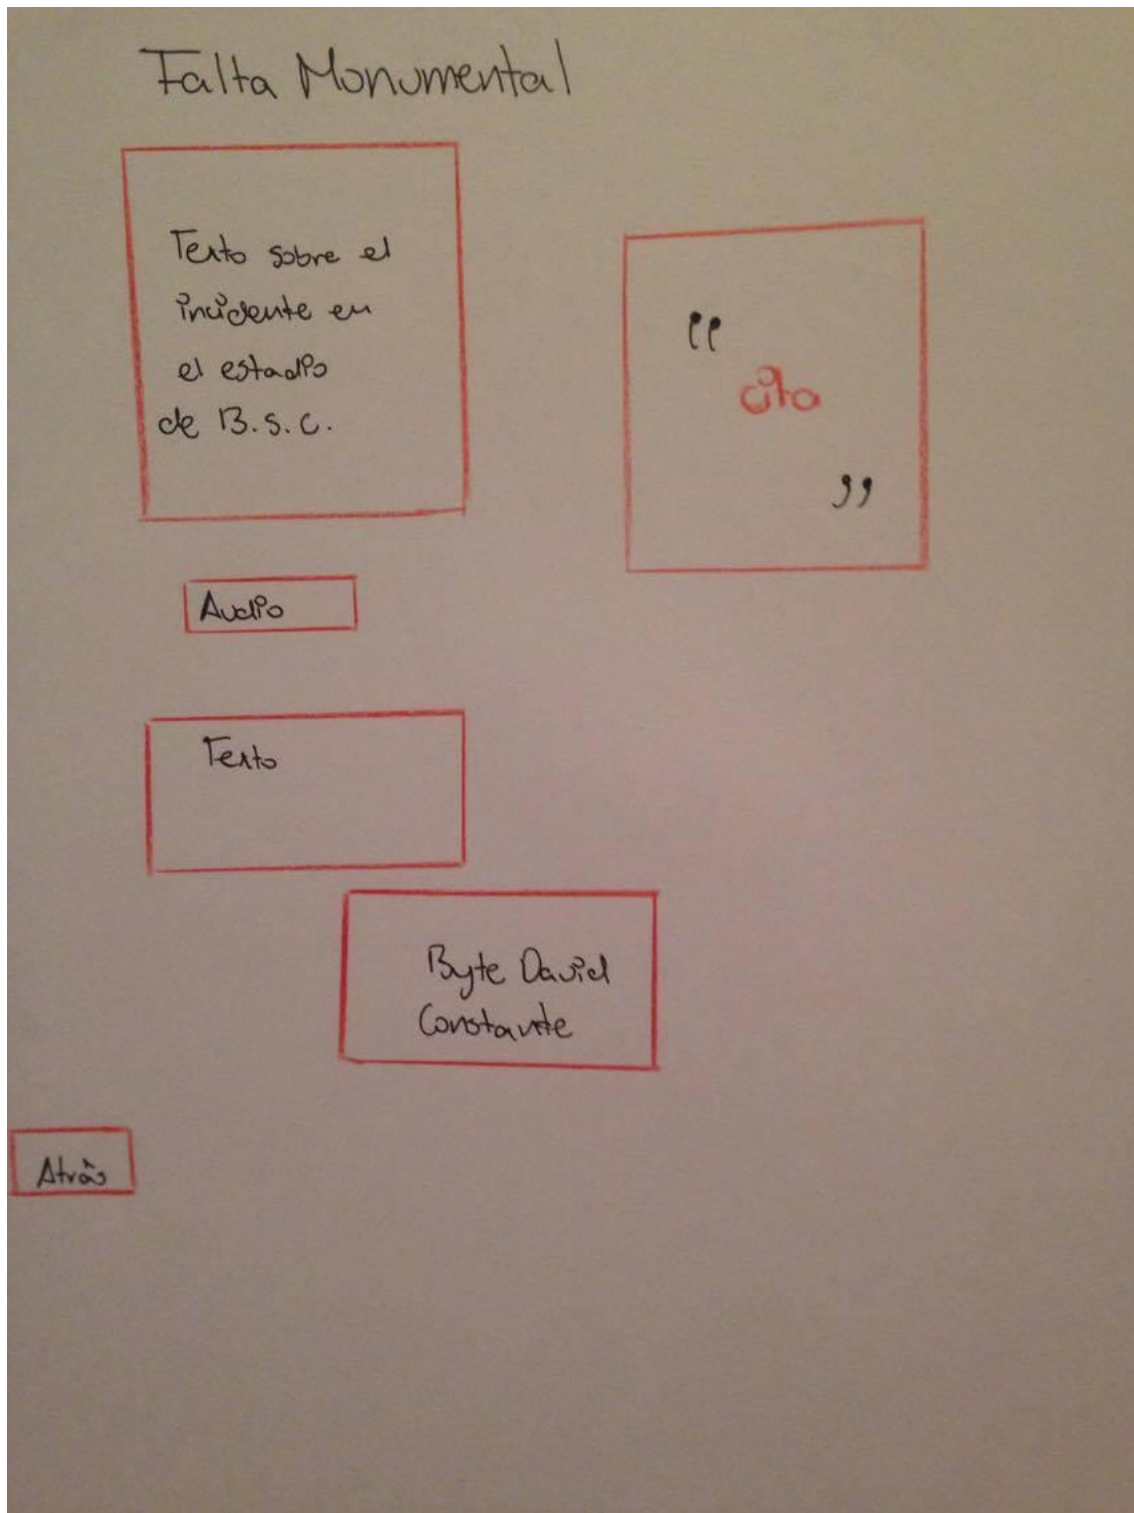 Falta Monumental
Texto sobre el
incidente en
el estadio
de B.S.C.
“
cita
”
Audio
Texto
Byte David
Constante
Atrás